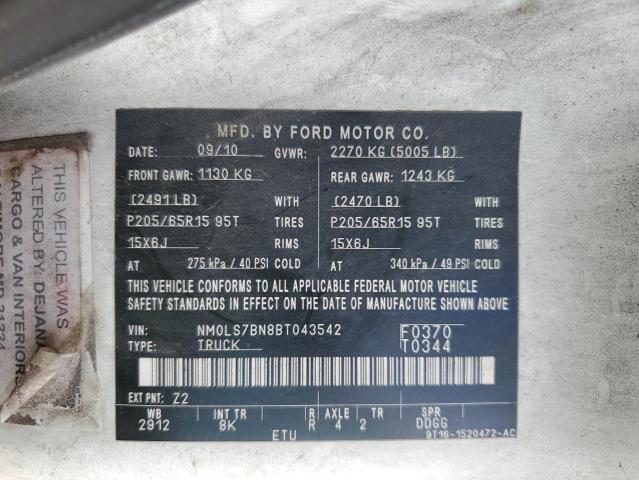 MFD. BY FORD MOTOR CO.
DATE: 09/10 GVWR: 2270 KG (5005 LB)
FRONT GAWR: 1130 KG REAR GAWR: 1243 KG
(2491 LB) WITH (2470 LB) WITH
P205/65R15 95T TIRES P205/65R15 95T TIRES
15X6J RIMS 15X6J RIMS
AT 275 kPa / 40 PSI COLD AT 340 kPa / 49 PSI COLD
THIS VEHICLE CONFORMS TO ALL APPLICABLE FEDERAL MOTOR VEHICLE
SAFETY STANDARDS IN EFFECT ON THE DATE OF MANUFACTURE SHOWN ABOVE.
VIN: NM0LS7BN8BT043542 F0370
TYPE: TRUCK T0344
EXT PNT: Z2
WB INT TR R AXLE TR SPR
2912 8K R 4 2 DDGG
ETU 9T16-1520472-AC
THIS VEHICLE WAS
ALTERED BY: DEJANA
CARGO & VAN INTERIORS
MD 21224